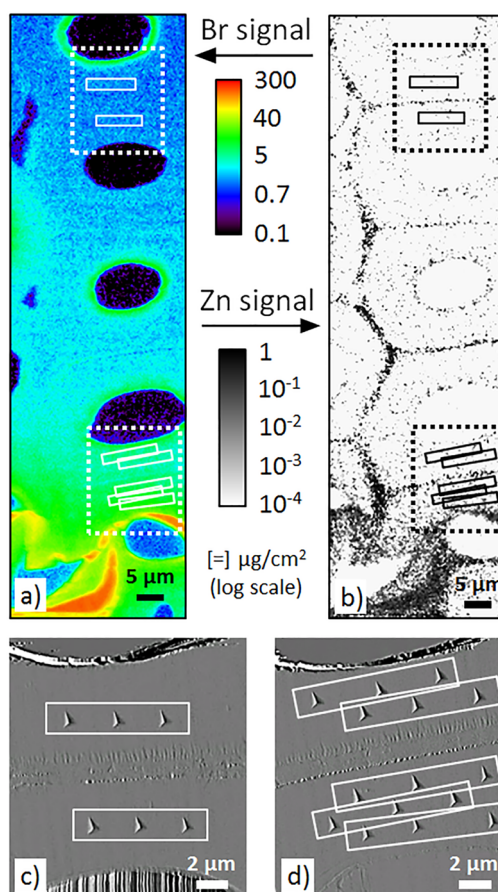 Br signal
300
40
5
0.7
0.1
Zn signal
1
10⁻¹
10⁻²
10⁻³
10⁻⁴
[=] µg/cm²
(log scale)
a)
5 µm
b)
5 µm
c)
2 µm
d)
2 µm